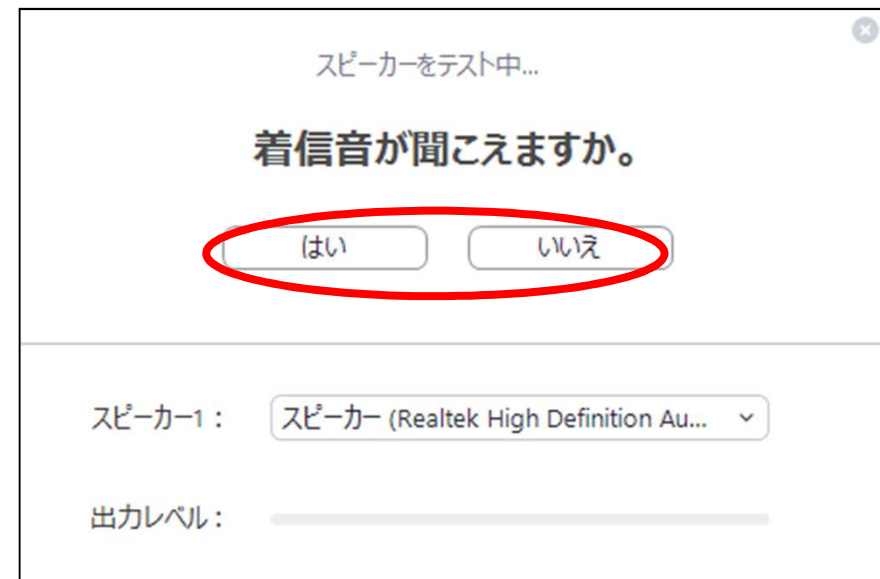 スピーカーをテスト中...
着信音が聞こえますか。
はい いいえ
スピーカー1： スピーカー (Realtek High Definition Au...
出力レベル：